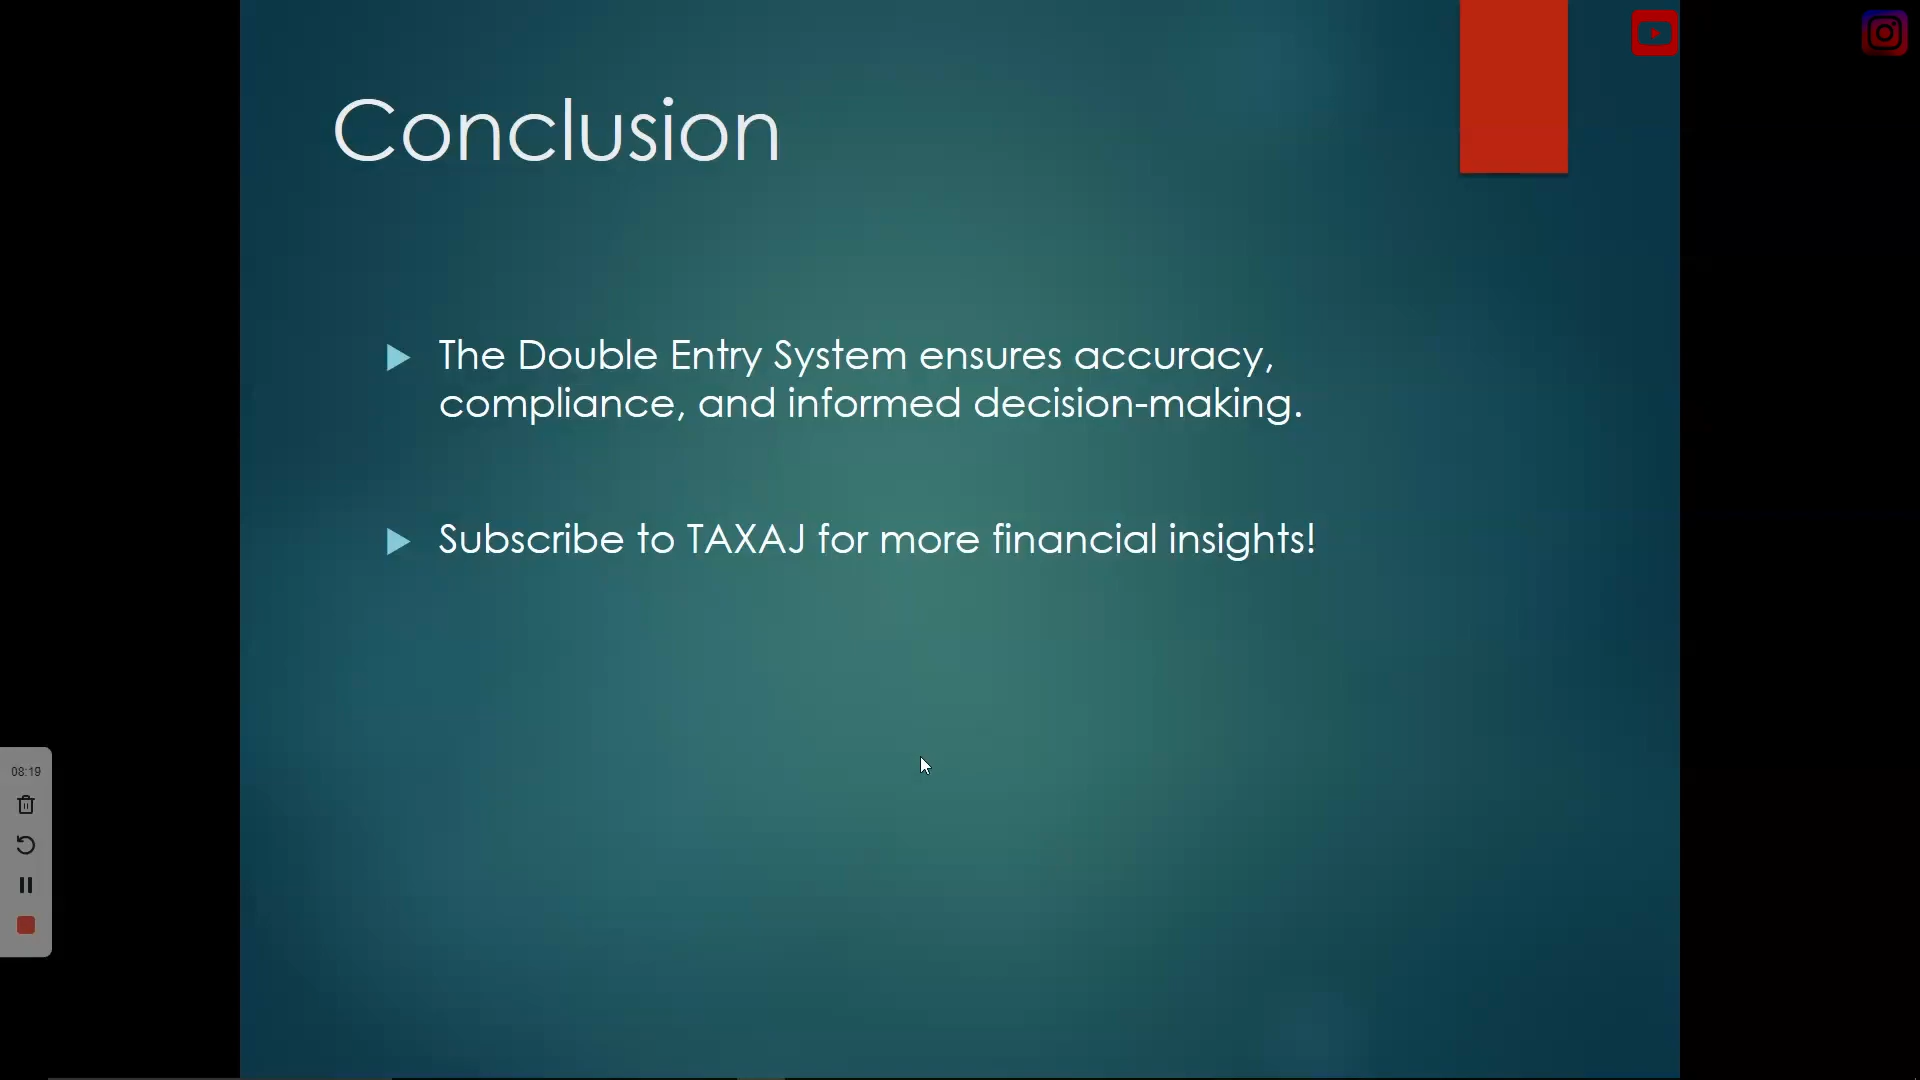 Conclusion
The Double Entry System ensures accuracy,
compliance, and informed decision-making.
Subscribe to TAXAJ for more financial insights!
08:19